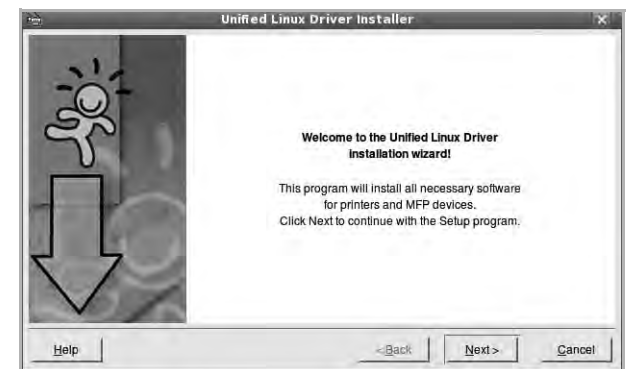 Unified Linux Driver Installer
Welcome to the Unified Linux Driver
installation wizard!
This program will install all necessary software
for printers and MFP devices.
Click Next to continue with the Setup program.
Help
<Back
Next >
Cancel